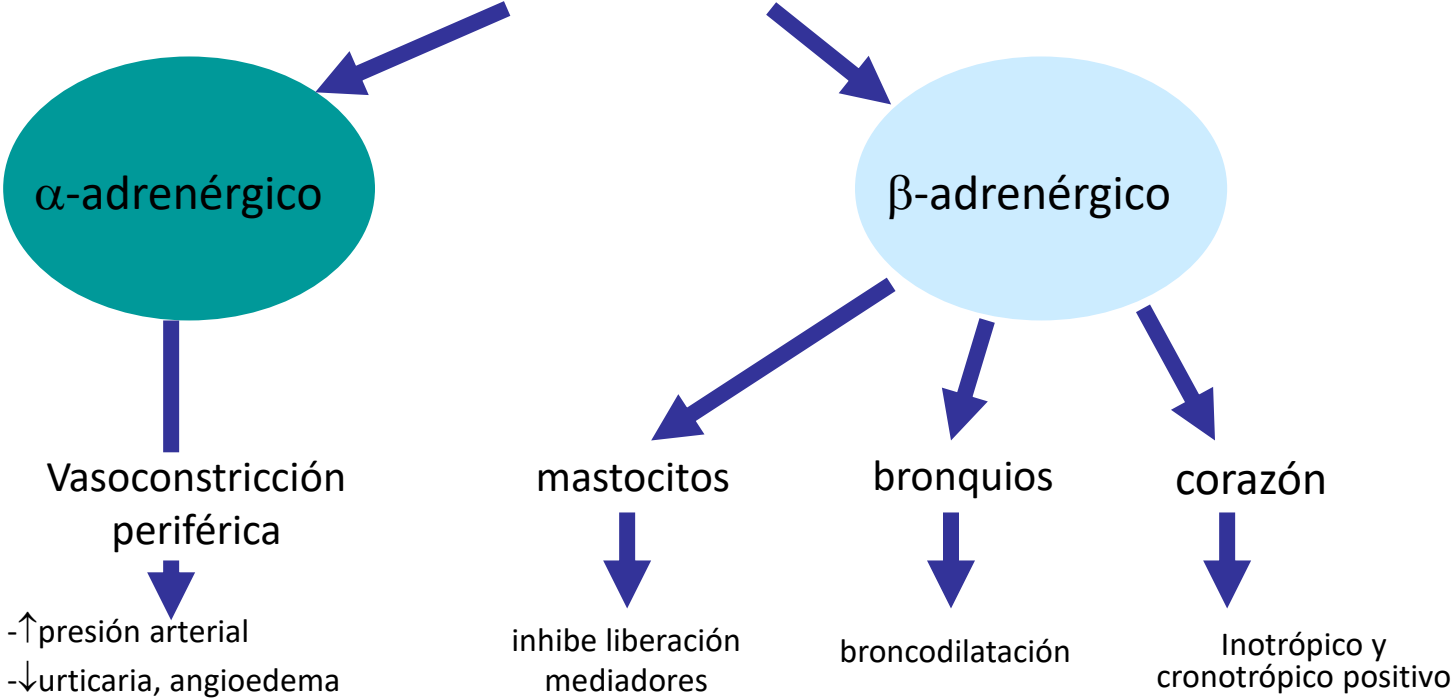 α-adrenérgico
β-adrenérgico
Vasoconstricción
periférica
mastocitos
bronquios
corazón
-↑presión arterial
-↓urticaria, angioedema
inhibe liberación
mediadores
broncodilatación
Inotrópico y
cronotrópico positivo